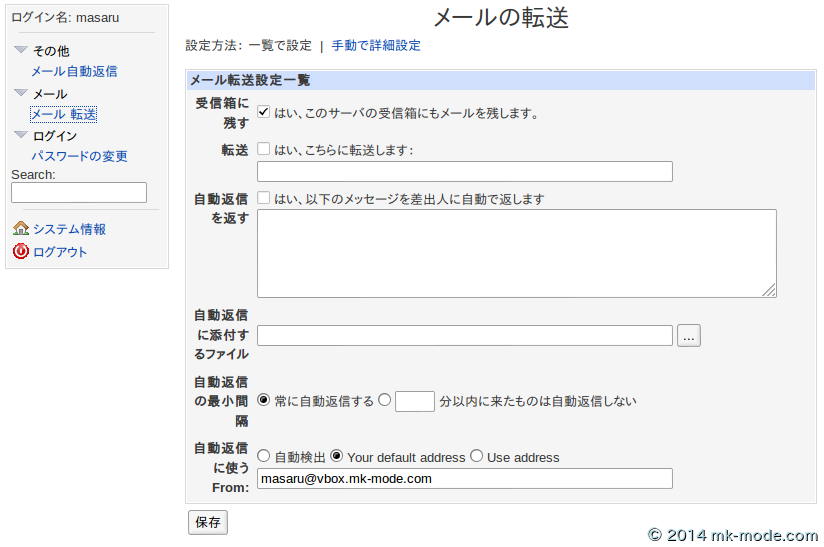 ログイン名: masaru
その他
メール自動返信
メール
メール 転送
ログイン
パスワードの変更
Search:
システム情報
ログアウト
メールの転送
設定方法: 一覧で設定 | 手動で詳細設定
メール転送設定一覧
受信箱に
残す
はい、このサーバの受信箱にもメールを残します。
転送
はい、こちらに転送します:
自動返信
を返す
はい、以下のメッセージを差出人に自動で返します
自動返信
に添付す
るファイル
...
自動返信
の最小間
隔
常に自動返信する 分以内に来たものは自動返信しない
自動返信
に使う
From:
自動検出 Your default address Use address
masaru@vbox.mk-mode.com
保存
© 2014 mk-mode.com